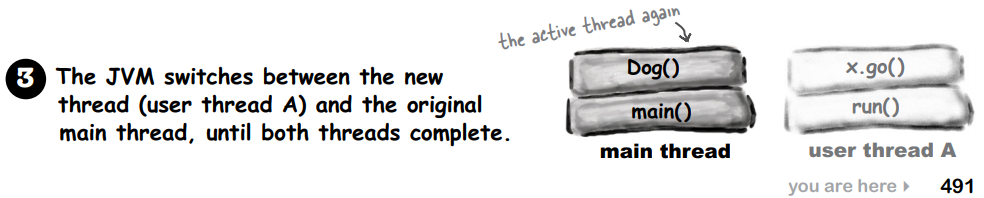 the active thread again
3 The JVM switches between the new
thread (user thread A) and the original
main thread, until both threads complete.
Dog()
main()
main thread
x.go()
run()
user thread A
you are here ▸ 491